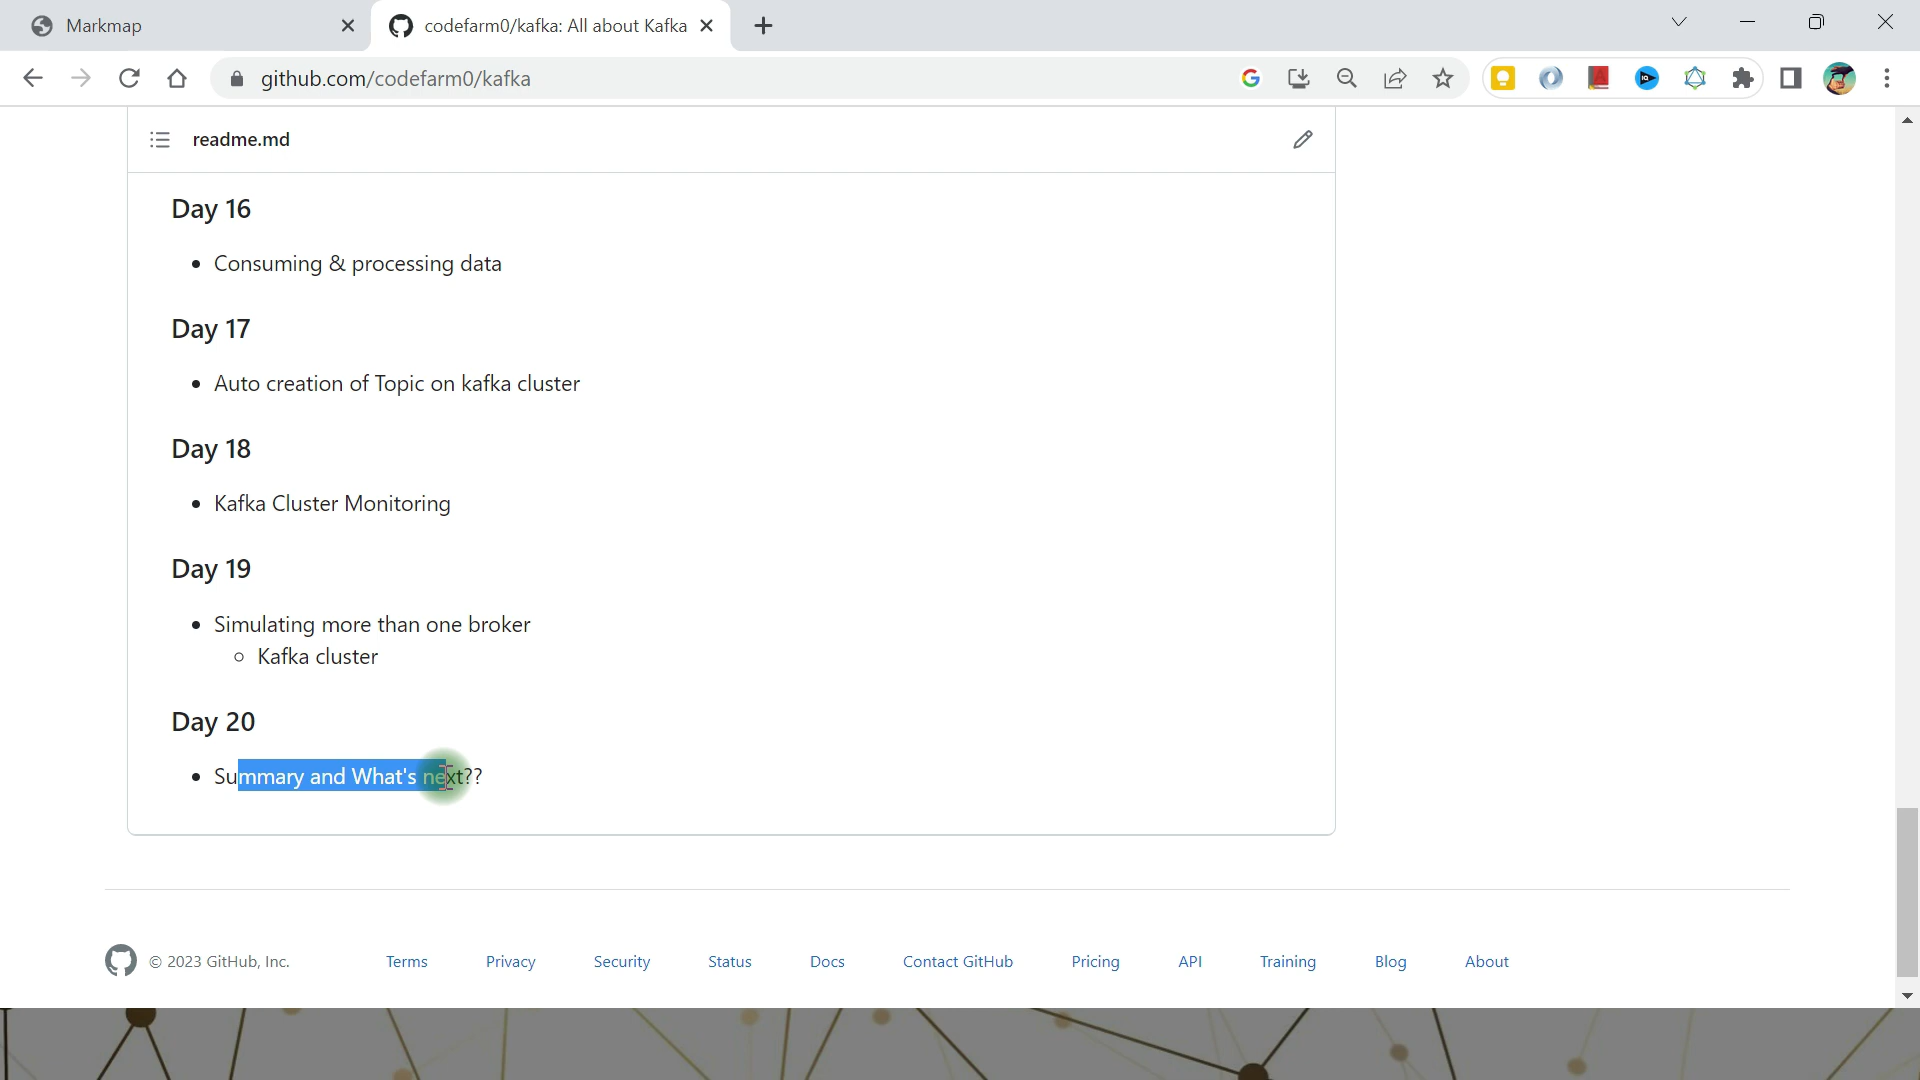 Markmap
codefarm0/kafka: All about Kafka
github.com/codefarm0/kafka
readme.md
Day 16
• Consuming & processing data
Day 17
• Auto creation of Topic on kafka cluster
Day 18
• Kafka Cluster Monitoring
Day 19
• Simulating more than one broker
○ Kafka cluster
Day 20
• Summary and What's next??
© 2023 GitHub, Inc. Terms Privacy Security Status Docs Contact GitHub Pricing API Training Blog About